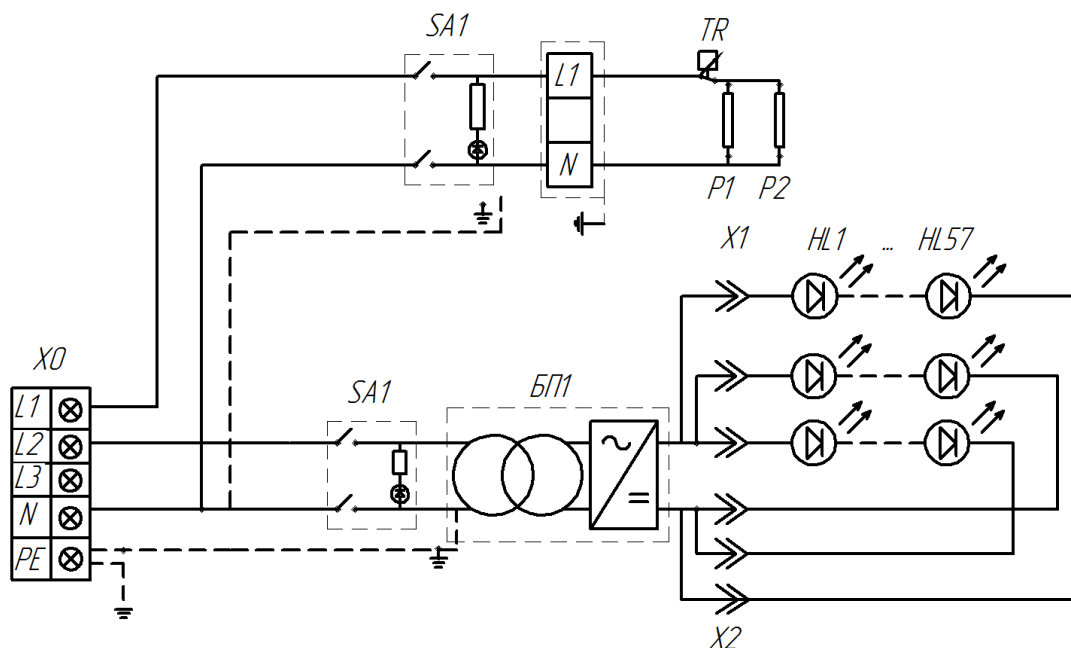 SA1
TR
L1
N
P1 P2
X1 HL1 ... HL57
X0
L1
L2
L3
N
PE
SA1
БП1
X2